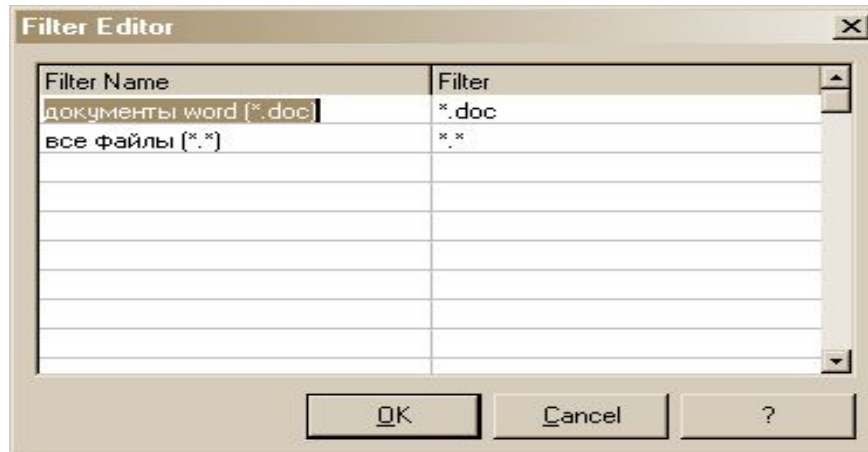 Filter Editor
Filter Name Filter
документы word (*.doc) *.doc
все файлы (*.*) *.*
OK Cancel ?